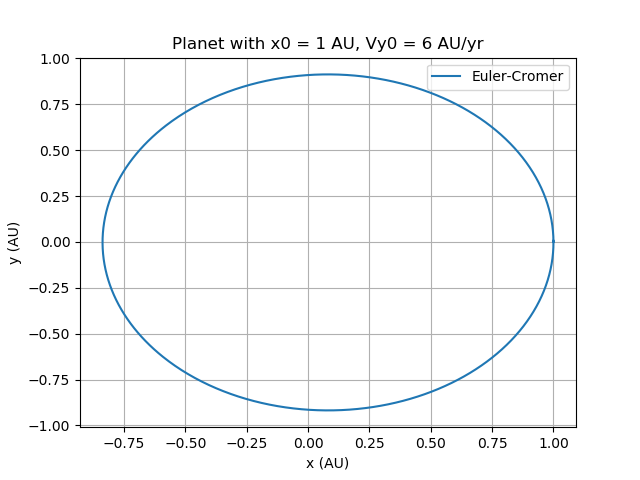 Planet with x0 = 1 AU, Vy0 = 6 AU/yr
Euler-Cromer
1.00
0.75
0.50
0.25
0.00
−0.25
−0.50
−0.75
−1.00
y (AU)
−0.75 −0.50 −0.25 0.00 0.25 0.50 0.75 1.00
x (AU)